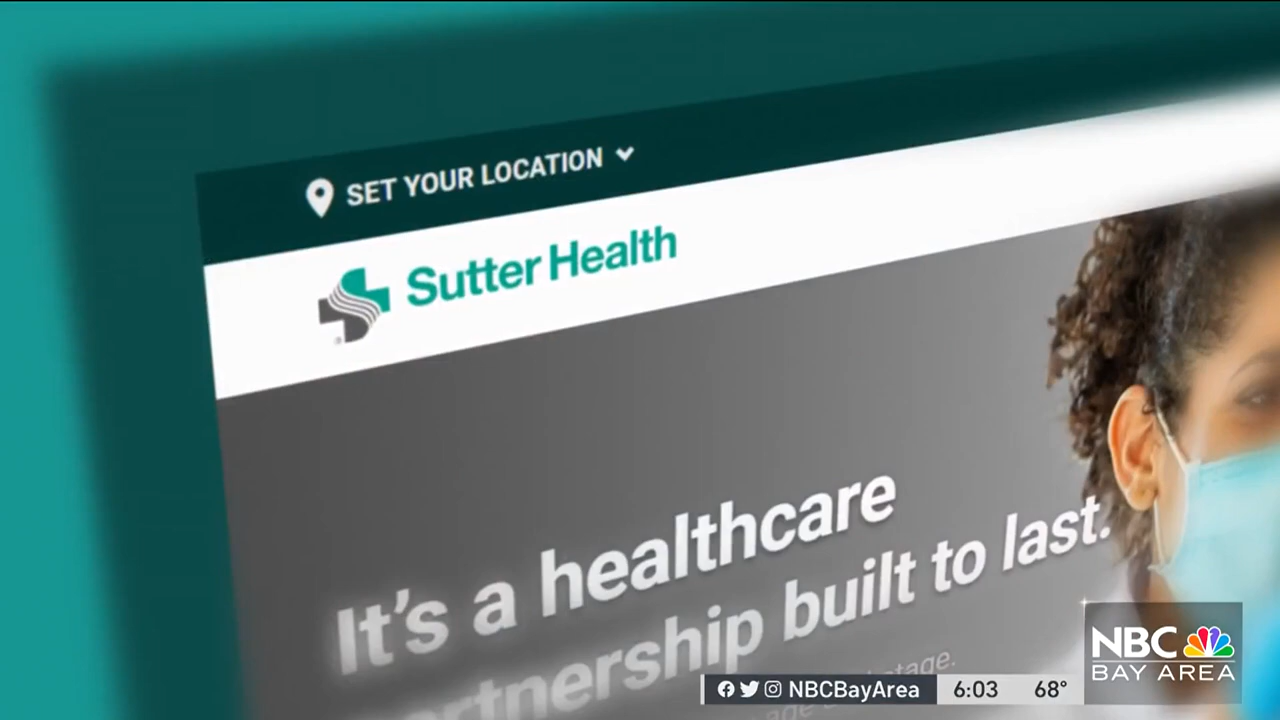 SET YOUR LOCATION
Sutter Health
It's a healthcare
partnership built to last.
NBCBayArea 6:03 68°
NBC
BAY AREA